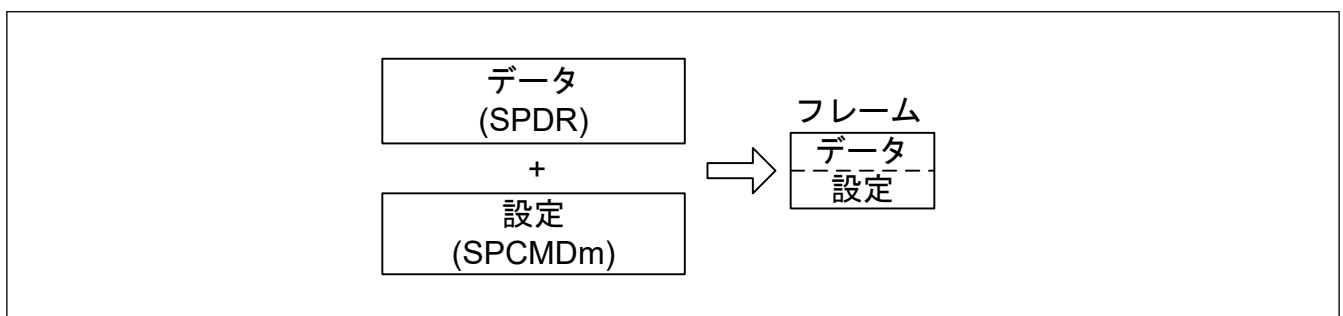 データ
(SPDR)
+
設定
(SPCMDm)
フレーム
データ
設定